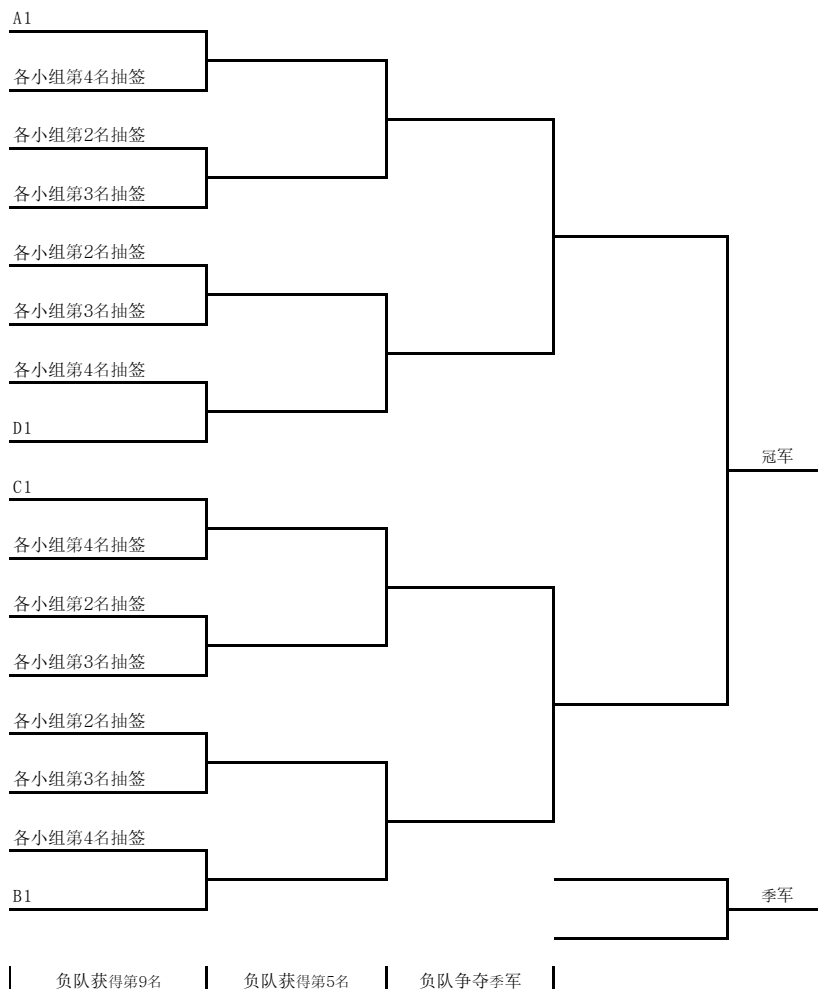 A1
各小组第4名抽签
各小组第2名抽签
各小组第3名抽签
各小组第2名抽签
各小组第3名抽签
各小组第4名抽签
D1
冠军
C1
各小组第4名抽签
各小组第2名抽签
各小组第3名抽签
各小组第2名抽签
各小组第3名抽签
各小组第4名抽签
B1
季军
负队获得第9名 负队获得第5名 负队争夺季军